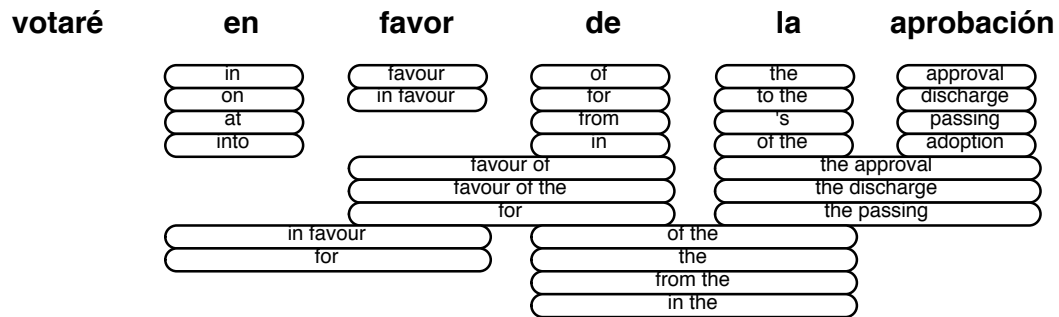 votaré en favor de la aprobación
in favour of the approval
on in favour for to the discharge
at from 's passing
into in of the adoption
favour of the approval
favour of the the discharge
for the passing
in favour of the
for the
from the
in the